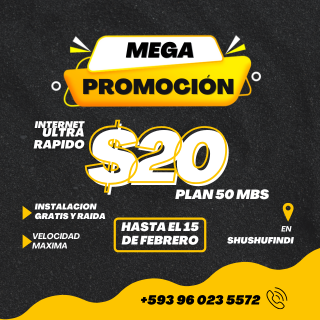 MEGA
PROMOCIÓN
INTERNET
ULTRA
RAPIDO
$20
PLAN 50 MBS
INSTALACION
GRATIS Y RAIDA
VELOCIDAD
MAXIMA
HASTA EL 15
DE FEBRERO
EN
SHUSHUFINDI
+593 96 023 5572